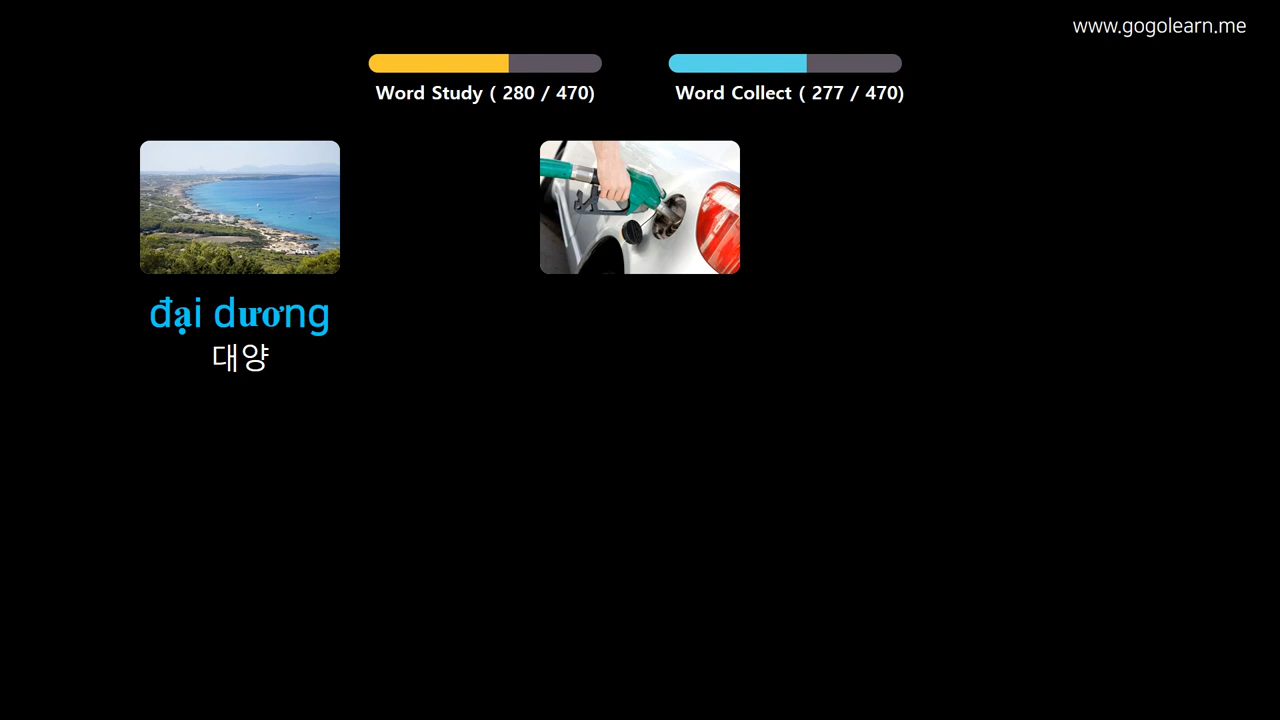 www.gogolearn.me
Word Study ( 280 / 470)
Word Collect ( 277 / 470)
đại dương
대양